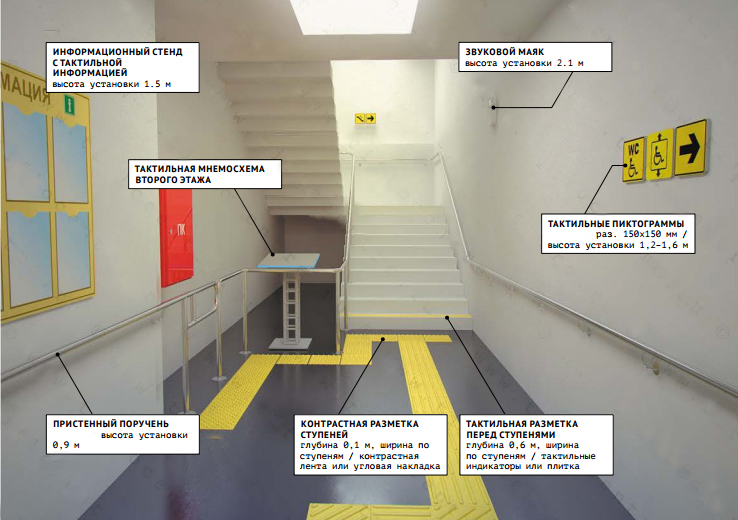 ИНФОРМАЦИОННЫЙ СТЕНД
С ТАКТИЛЬНОЙ
ИНФОРМАЦИЕЙ
высота установки 1.5 м
ЗВУКОВОЙ МАЯК
высота установки 2.1 м
МАЦИЯ
WC
ТАКТИЛЬНАЯ МНЕМОСХЕМА
ВТОРОГО ЭТАЖА
ПК
ТАКТИЛЬНЫЕ ПИКТОГРАММЫ
раз. 150х150 мм /
высота установки 1,2–1,6 м
ПРИСТЕННЫЙ ПОРУЧЕНЬ
высота установки
0,9 м
КОНТРАСТНАЯ РАЗМЕТКА
СТУПЕНЕЙ
глубина 0,1 м, ширина по
ступеням / контрастная
лента или угловая накладка
ТАКТИЛЬНАЯ РАЗМЕТКА
ПЕРЕД СТУПЕНЯМИ
глубина 0,6 м, ширина
по ступеням / тактильные
индикаторы или плитка